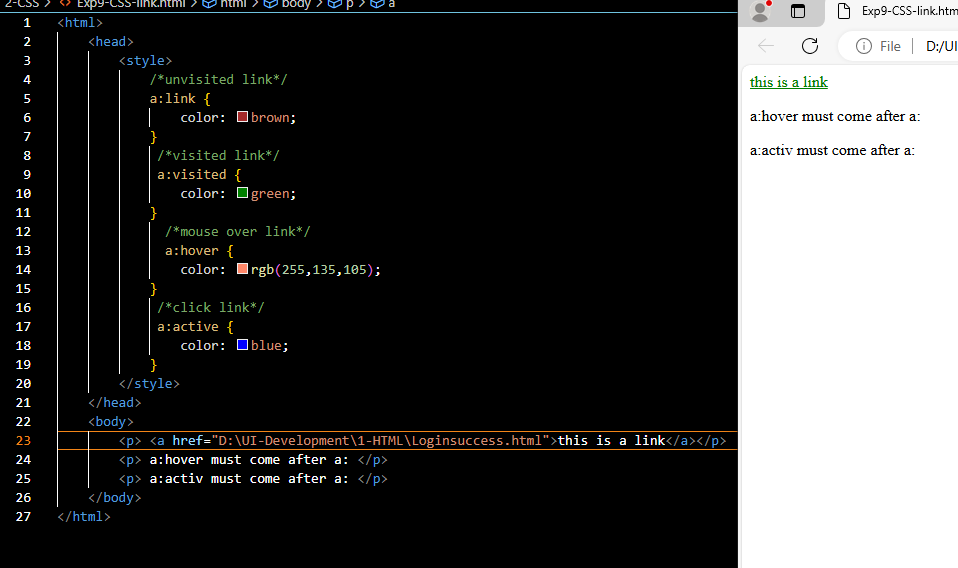 2-CSS > Exp9-CSS-link.html > html > body > p > a
1 <html>
2 <head>
3 <style>
4 /*unvisited link*/
5 a:link {
6 color: brown;
7 }
8 /*visited link*/
9 a:visited {
10 color: green;
11 }
12 /*mouse over link*/
13 a:hover {
14 color: rgb(255,135,105);
15 }
16 /*click link*/
17 a:active {
18 color: blue;
19 }
20 </style>
21 </head>
22 <body>
23 <p> <a href="D:\UI-Development\1-HTML\Loginsuccess.html">this is a link</a></p>
24 <p> a:hover must come after a: </p>
25 <p> a:activ must come after a: </p>
26 </body>
27 </html>
Exp9-CSS-link.htm
File D:/UI
this is a link
a:hover must come after a:
a:activ must come after a: